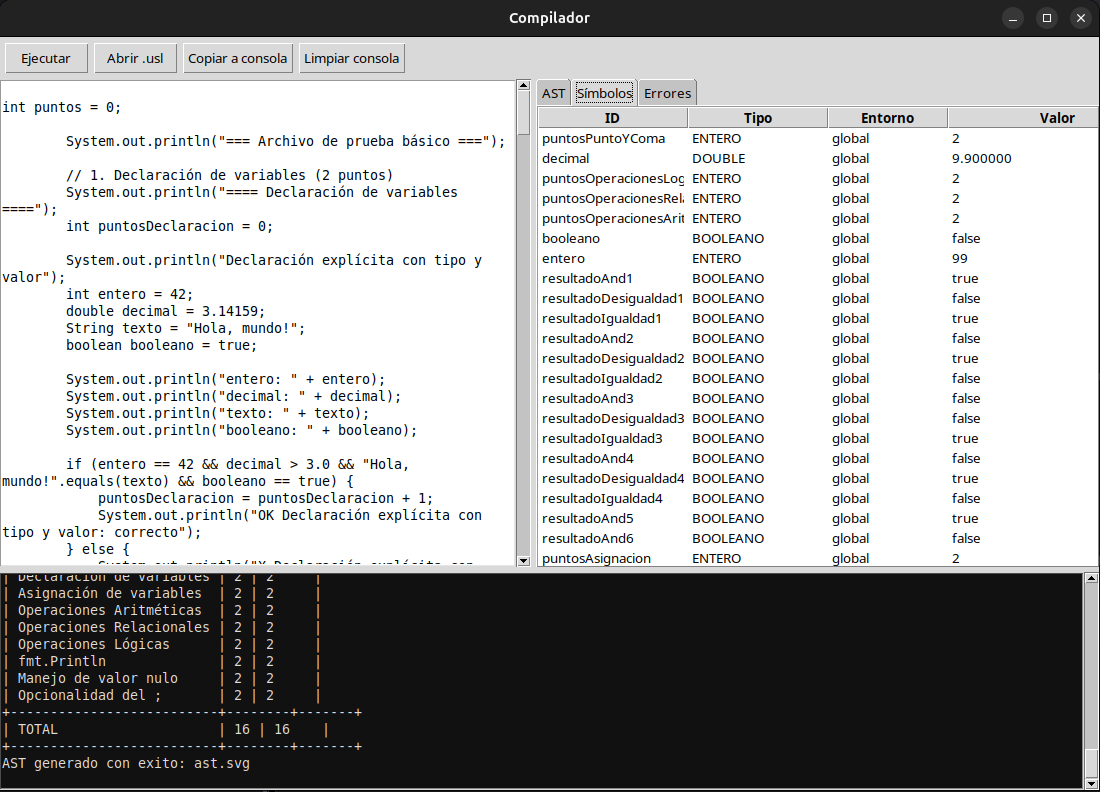 Compilador
Ejecutar Abrir .usl Copiar a consola Limpiar consola
int puntos = 0;
System.out.println("=== Archivo de prueba básico ===");
// 1. Declaración de variables (2 puntos)
System.out.println("==== Declaración de variables
====");
int puntosDeclaracion = 0;
System.out.println("Declaración explícita con tipo y
valor");
int entero = 42;
double decimal = 3.14159;
String texto = "Hola, mundo!";
boolean booleano = true;
System.out.println("entero: " + entero);
System.out.println("decimal: " + decimal);
System.out.println("texto: " + texto);
System.out.println("booleano: " + booleano);
if (entero == 42 && decimal > 3.0 && "Hola,
mundo!".equals(texto) && booleano == true) {
puntosDeclaracion = puntosDeclaracion + 1;
System.out.println("OK Declaración explícita con
tipo y valor: correcto");
} else {
AST Símbolos Errores
ID Tipo Entorno Valor
puntosPuntoYComa ENTERO global 2
decimal DOUBLE global 9.900000
puntosOperacionesLog ENTERO global 2
puntosOperacionesRel ENTERO global 2
puntosOperacionesArit ENTERO global 2
booleano BOOLEANO global false
entero ENTERO global 99
resultadoAnd1 BOOLEANO global true
resultadoDesigualdad1 BOOLEANO global false
resultadoIgualdad1 BOOLEANO global true
resultadoAnd2 BOOLEANO global false
resultadoDesigualdad2 BOOLEANO global true
resultadoIgualdad2 BOOLEANO global false
resultadoAnd3 BOOLEANO global false
resultadoDesigualdad3 BOOLEANO global false
resultadoIgualdad3 BOOLEANO global true
resultadoAnd4 BOOLEANO global false
resultadoDesigualdad4 BOOLEANO global true
resultadoIgualdad4 BOOLEANO global false
resultadoAnd5 BOOLEANO global true
resultadoAnd6 BOOLEANO global false
puntosAsignacion ENTERO global 2
| Declaración de variables | 2 | 2 |
| Asignación de variables | 2 | 2 |
| Operaciones Aritméticas | 2 | 2 |
| Operaciones Relacionales | 2 | 2 |
| Operaciones Lógicas | 2 | 2 |
| fmt.Println | 2 | 2 |
| Manejo de valor nulo | 2 | 2 |
| Opcionalidad del ; | 2 | 2 |
+--------------------------+--------+-------+
| TOTAL | 16 | 16 |
+--------------------------+--------+-------+
AST generado con exito: ast.svg